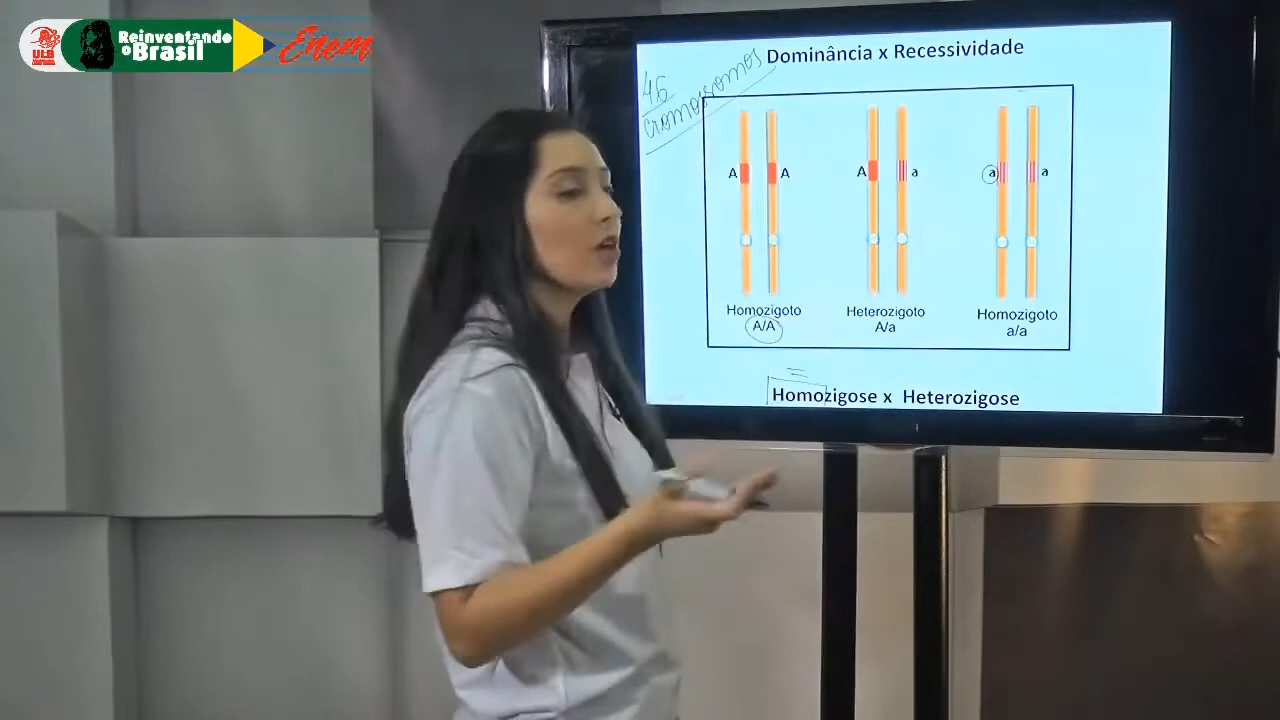 ULB
Reinventando
o Brasil
Enem
Dominância x Recessividade
46
cromossomos
A A
A a
a a
Homozigoto
A/A
Heterozigoto
A/a
Homozigoto
a/a
=
Homozigose x Heterozigose